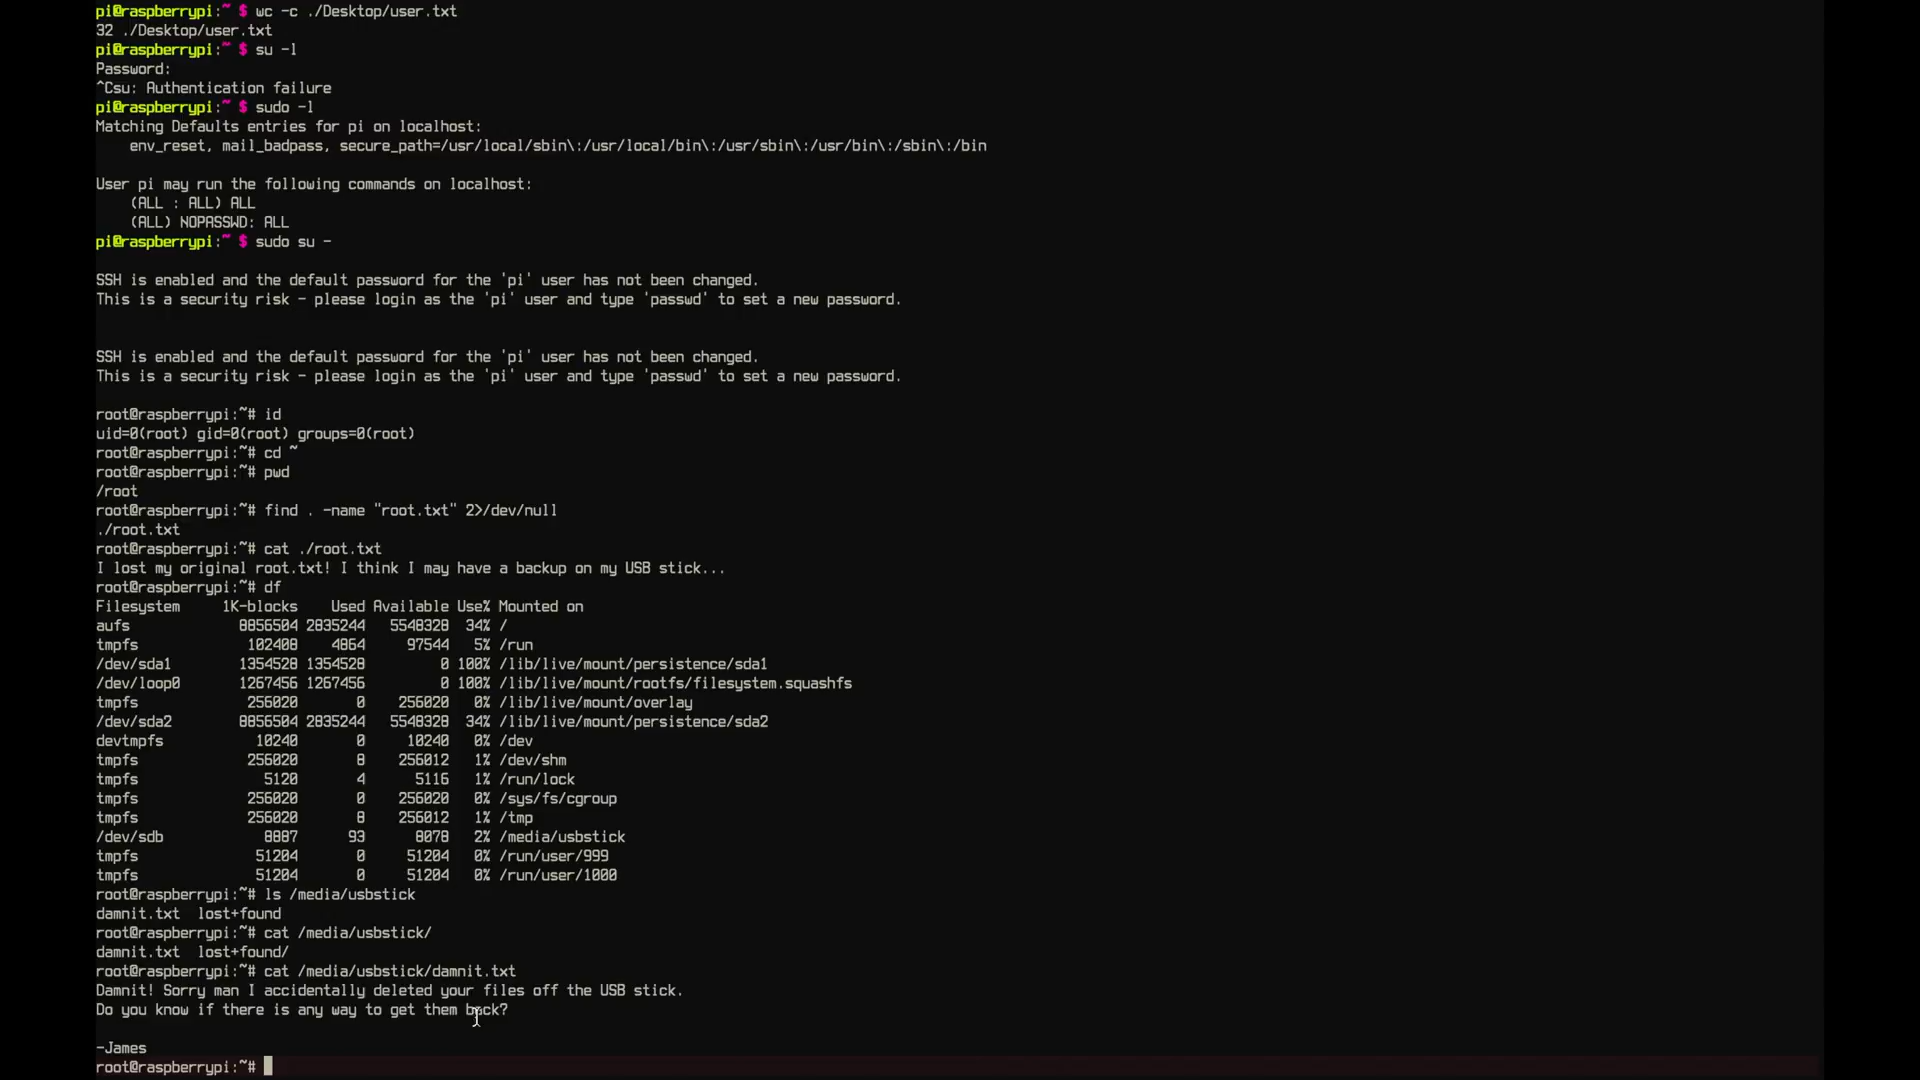 pi@raspberrypi:~ $ wc -c ./Desktop/user.txt
32 ./Desktop/user.txt
pi@raspberrypi:~ $ su -l
Password:
^Csu: Authentication failure
pi@raspberrypi:~ $ sudo -l
Matching Defaults entries for pi on localhost:
    env_reset, mail_badpass, secure_path=/usr/local/sbin\:/usr/local/bin\:/usr/sbin\:/usr/bin\:/sbin\:/bin
User pi may run the following commands on localhost:
    (ALL : ALL) ALL
    (ALL) NOPASSWD: ALL
pi@raspberrypi:~ $ sudo su -
SSH is enabled and the default password for the 'pi' user has not been changed.
This is a security risk - please login as the 'pi' user and type 'passwd' to set a new password.
SSH is enabled and the default password for the 'pi' user has not been changed.
This is a security risk - please login as the 'pi' user and type 'passwd' to set a new password.
root@raspberrypi:~# id
uid=0(root) gid=0(root) groups=0(root)
root@raspberrypi:~# cd ~
root@raspberrypi:~# pwd
/root
root@raspberrypi:~# find . -name "root.txt" 2>/dev/null
./root.txt
root@raspberrypi:~# cat ./root.txt
I lost my original root.txt! I think I may have a backup on my USB stick...
root@raspberrypi:~# df
Filesystem     1K-blocks    Used Available Use% Mounted on
aufs             8856504 2835244   5548328  34% /
tmpfs             102408    4864     97544   5% /run
/dev/sda1        1354528 1354528         0 100% /lib/live/mount/persistence/sda1
/dev/loop0       1267456 1267456         0 100% /lib/live/mount/rootfs/filesystem.squashfs
tmpfs             256020       0    256020   0% /lib/live/mount/overlay
/dev/sda2        8856504 2835244   5548328  34% /lib/live/mount/persistence/sda2
devtmpfs           10240       0     10240   0% /dev
tmpfs             256020       8    256012   1% /dev/shm
tmpfs               5120       4      5116   1% /run/lock
tmpfs             256020       0    256020   0% /sys/fs/cgroup
tmpfs             256020       8    256012   1% /tmp
/dev/sdb            8887      93      8078   2% /media/usbstick
tmpfs              51204       0     51204   0% /run/user/999
tmpfs              51204       0     51204   0% /run/user/1000
root@raspberrypi:~# ls /media/usbstick
damnit.txt  lost+found
root@raspberrypi:~# cat /media/usbstick/
damnit.txt  lost+found/
root@raspberrypi:~# cat /media/usbstick/damnit.txt
Damnit! Sorry man I accidentally deleted your files off the USB stick.
Do you know if there is any way to get them back?
-James
root@raspberrypi:~#